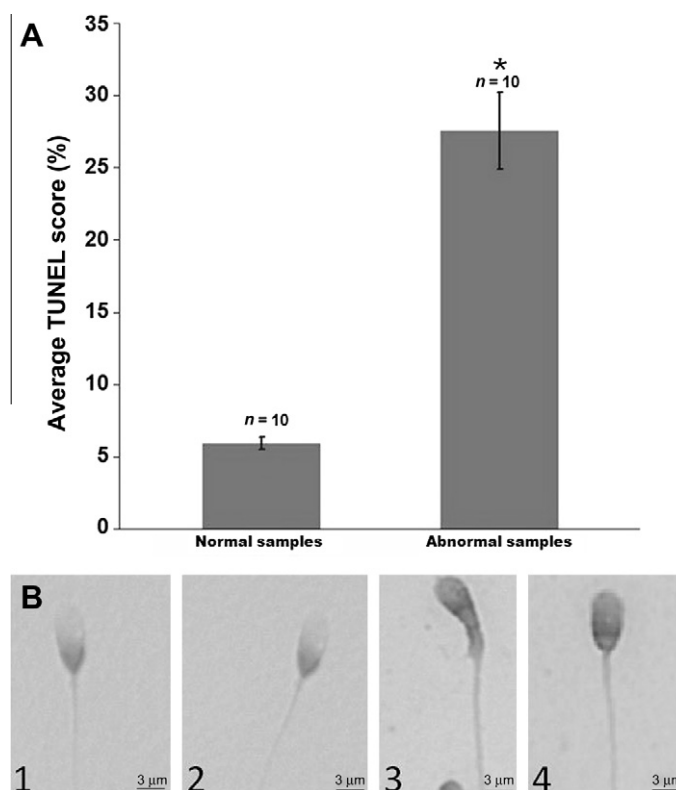 A
Average TUNEL score (%)
35
30
25
20
15
10
5
0
n = 10
*
n = 10
Normal samples
Abnormal samples
B
1
3 µm
2
3 µm
3
3 µm
4
3 µm